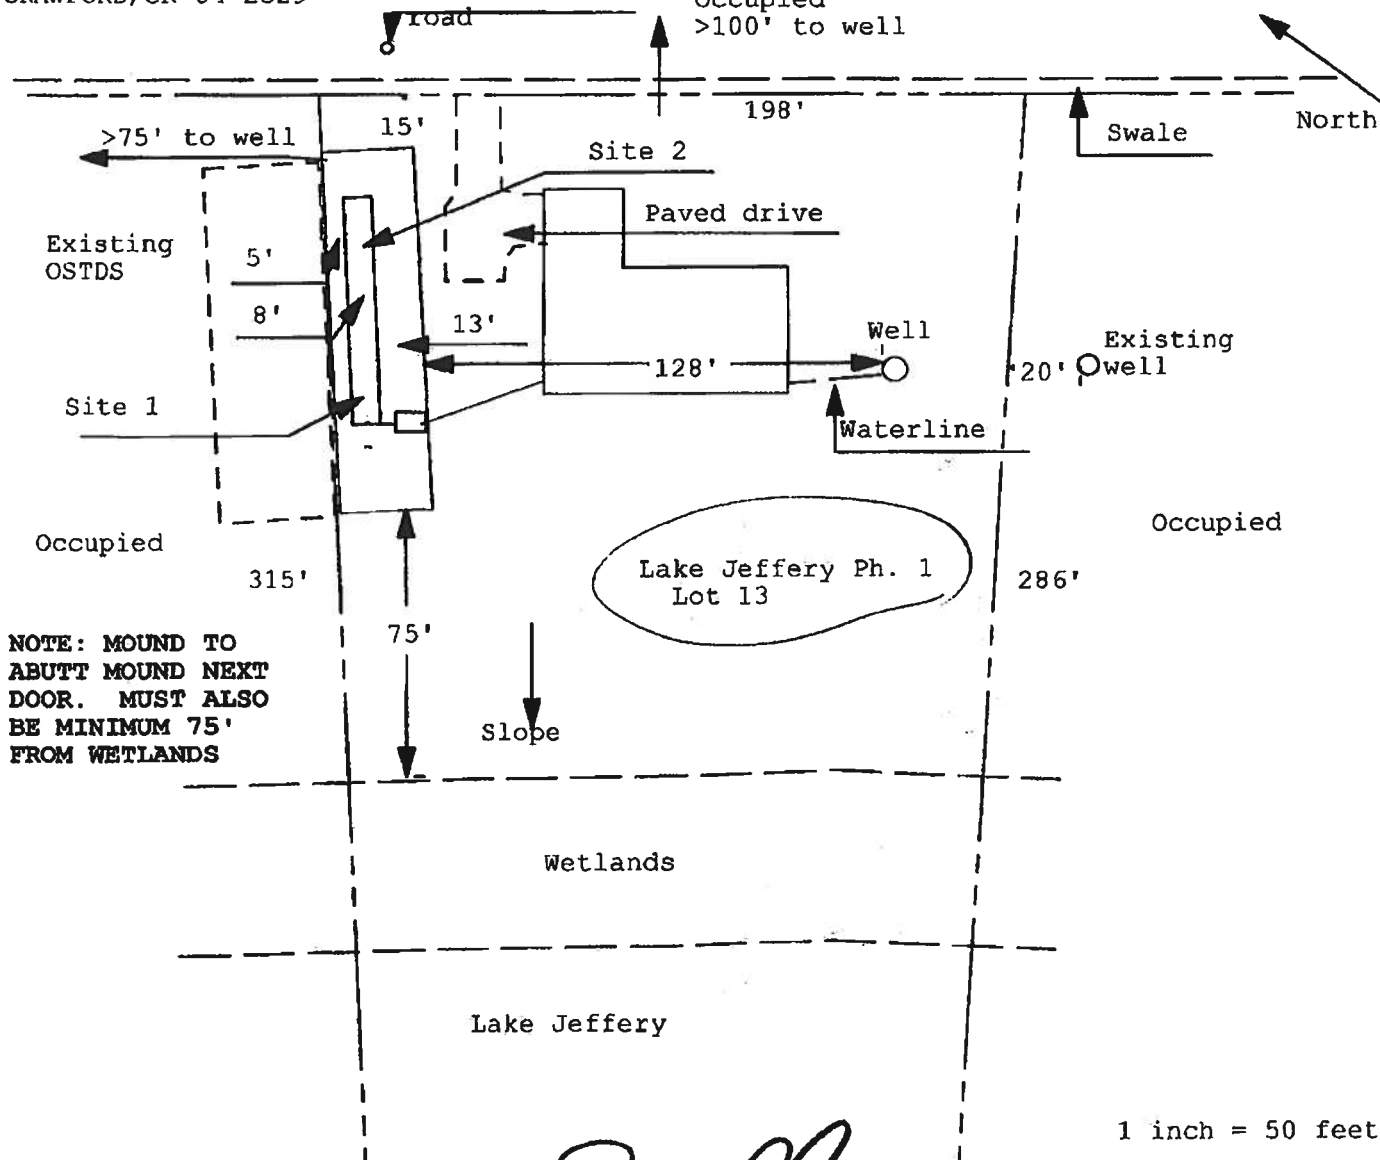 road
Occupied
>100' to well
198'
North
15'
>75' to well
Swale
Site 2
Paved drive
Existing
OSTDS
5'
8'
13'
Well
128'
20'
Existing
well
Site 1
Waterline
Occupied
Occupied
Lake Jeffery Ph. 1
Lot 13
315'
286'
75'
NOTE: MOUND TO
ABUTT MOUND NEXT
DOOR. MUST ALSO
BE MINIMUM 75'
FROM WETLANDS
Slope
Wetlands
Lake Jeffery
1 inch = 50 feet